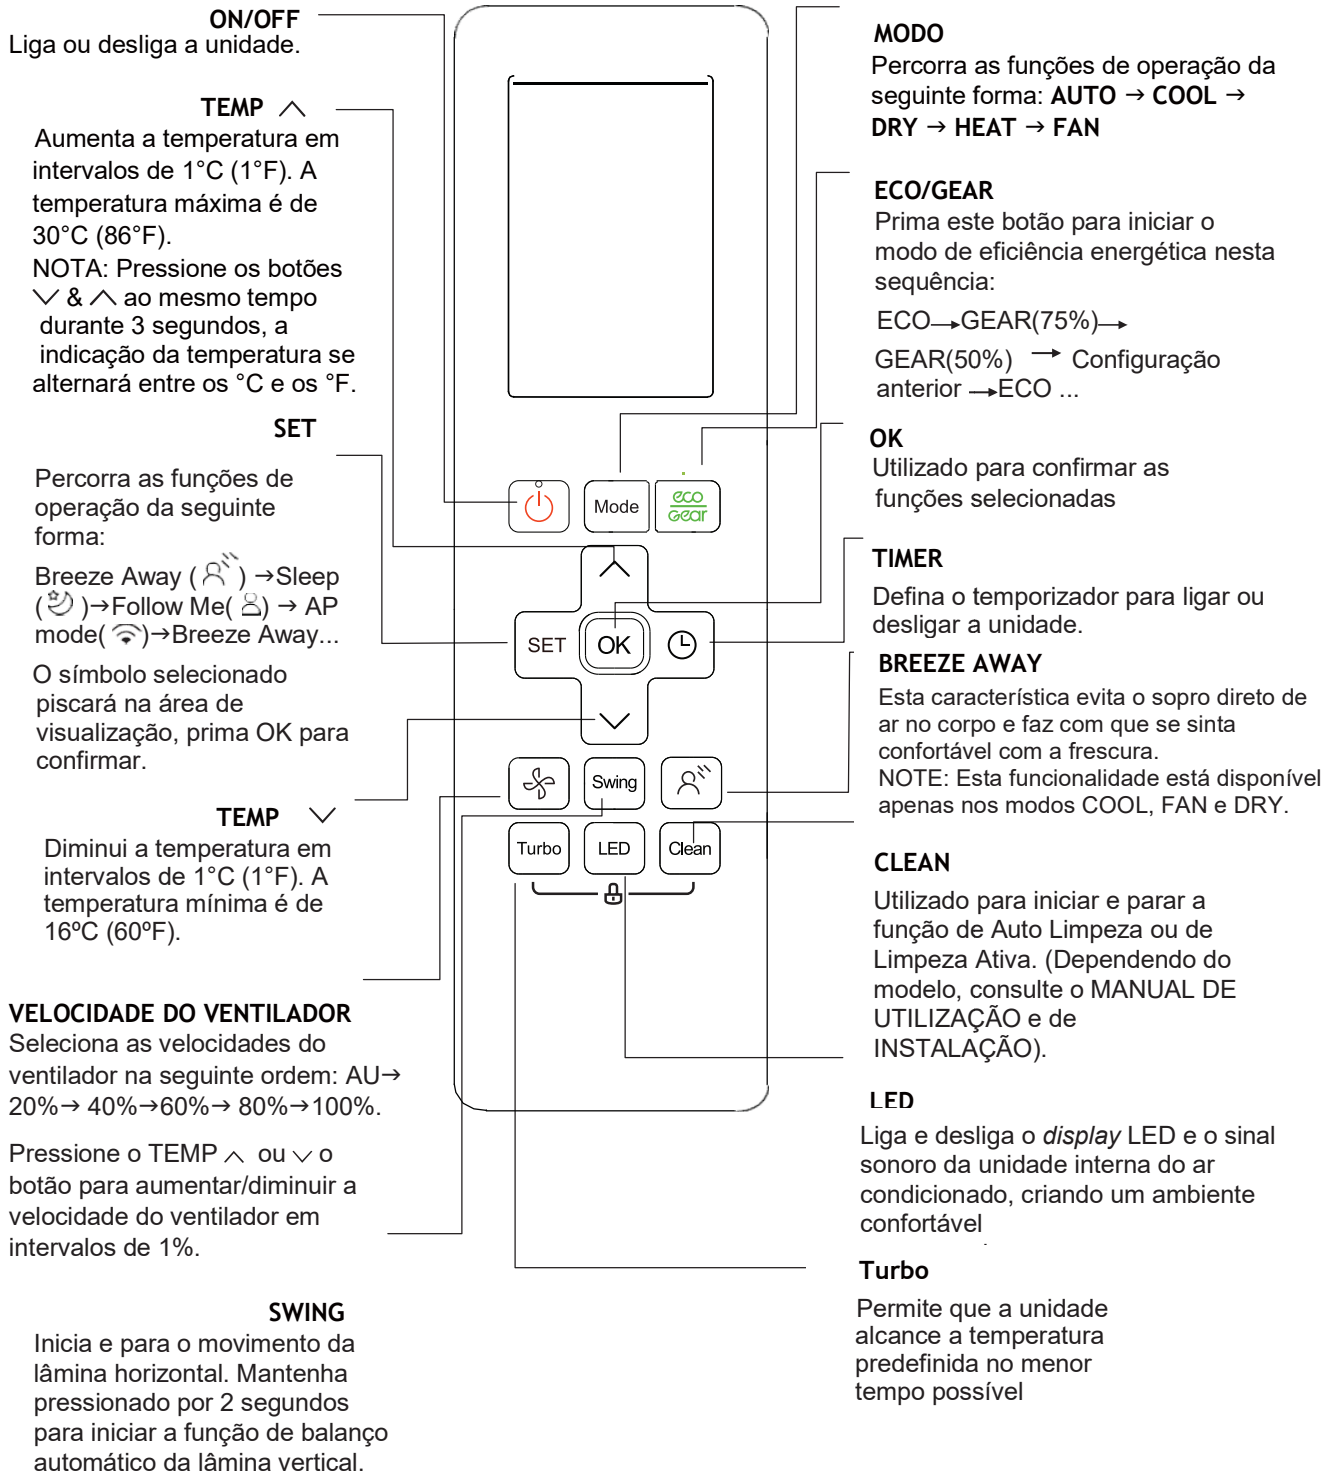 ON/OFF
Liga ou desliga a unidade.
TEMP ︿
Aumenta a temperatura em
intervalos de 1°C (1°F). A
temperatura máxima é de
30°C (86°F).
NOTA: Pressione os botões
﹀ & ︿ ao mesmo tempo
durante 3 segundos, a
indicação da temperatura se
alternará entre os °C e os °F.
SET
Percorra as funções de
operação da seguinte
forma:
Breeze Away ( ) →Sleep
( )→Follow Me( ) → AP
mode( )→Breeze Away...
O símbolo selecionado
piscará na área de
visualização, prima OK para
confirmar.
TEMP ﹀
Diminui a temperatura em
intervalos de 1°C (1°F). A
temperatura mínima é de
16ºC (60ºF).
VELOCIDADE DO VENTILADOR
Seleciona as velocidades do
ventilador na seguinte ordem: AU→
20%→ 40%→60%→ 80%→100%.
Pressione o TEMP ︿ ou ﹀ o
botão para aumentar/diminuir a
velocidade do ventilador em
intervalos de 1%.
SWING
Inicia e para o movimento da
lâmina horizontal. Mantenha
pressionado por 2 segundos
para iniciar a função de balanço
automático da lâmina vertical.
Mode
eco
Gear
SET
OK
Swing
Turbo
LED
Clean
MODO
Percorra as funções de operação da
seguinte forma: AUTO → COOL →
DRY → HEAT → FAN
ECO/GEAR
Prima este botão para iniciar o
modo de eficiência energética nesta
sequência:
ECO→GEAR(75%)→
GEAR(50%) → Configuração
anterior →ECO ...
OK
Utilizado para confirmar as
funções selecionadas
TIMER
Defina o temporizador para ligar ou
desligar a unidade.
BREEZE AWAY
Esta característica evita o sopro direto de
ar no corpo e faz com que se sinta
confortável com a frescura.
NOTE: Esta funcionalidade está disponível
apenas nos modos COOL, FAN e DRY.
CLEAN
Utilizado para iniciar e parar a
função de Auto Limpeza ou de
Limpeza Ativa. (Dependendo do
modelo, consulte o MANUAL DE
UTILIZAÇÃO e de
INSTALAÇÃO).
LED
Liga e desliga o display LED e o sinal
sonoro da unidade interna do ar
condicionado, criando um ambiente
confortável
Turbo
Permite que a unidade
alcance a temperatura
predefinida no menor
tempo possível